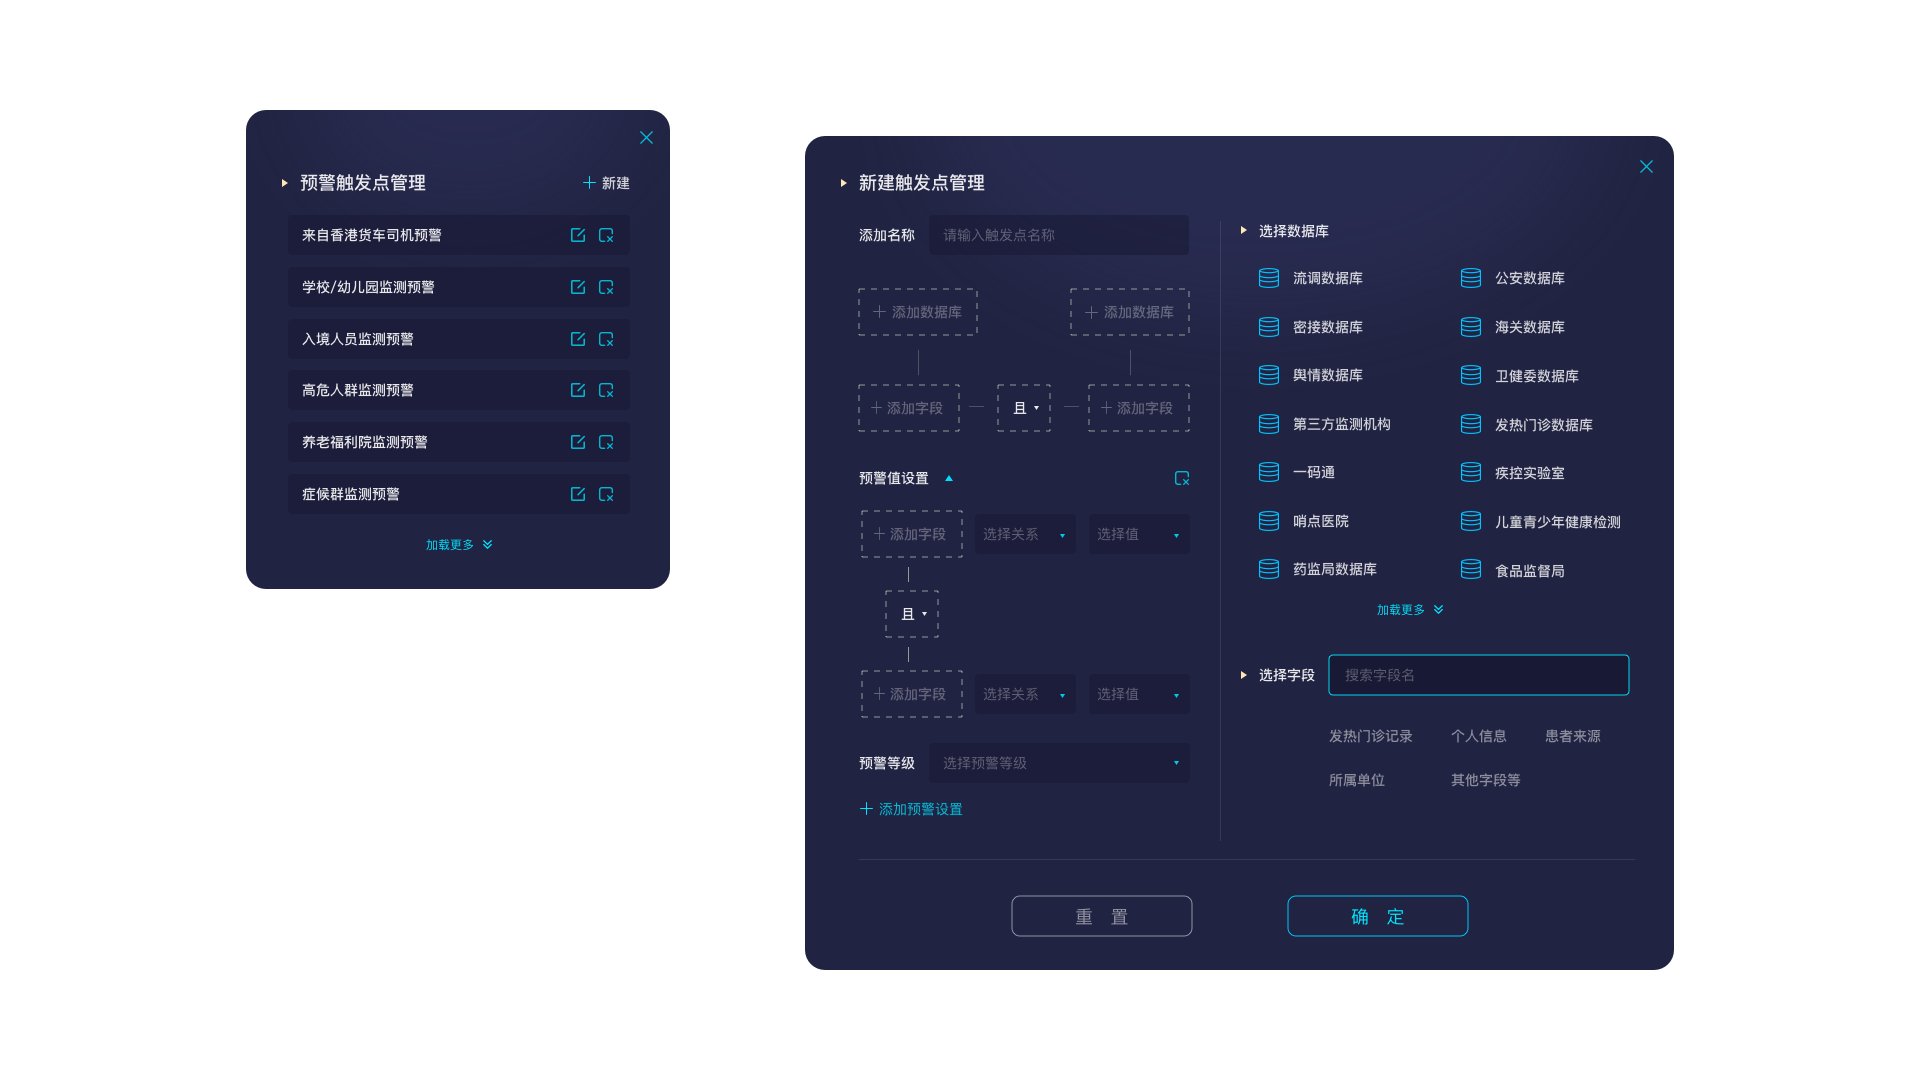 预警触发点管理
新建
来自香港货车司机预警
学校/幼儿园监测预警
入境人员监测预警
高危人群监测预警
养老福利院监测预警
症候群监测预警
加载更多
新建触发点管理
添加名称
请输入触发点名称
添加数据库
添加数据库
添加字段
且
添加字段
预警值设置
添加字段
选择关系
选择值
且
添加字段
选择关系
选择值
预警等级
选择预警等级
添加预警设置
选择数据库
流调数据库
公安数据库
密接数据库
海关数据库
舆情数据库
卫健委数据库
第三方监测机构
发热门诊数据库
一码通
疾控实验室
哨点医院
儿童青少年健康检测
药监局数据库
食品监督局
加载更多
选择字段
搜索字段名
发热门诊记录
个人信息
患者来源
所属单位
其他字段等
重 置
确 定